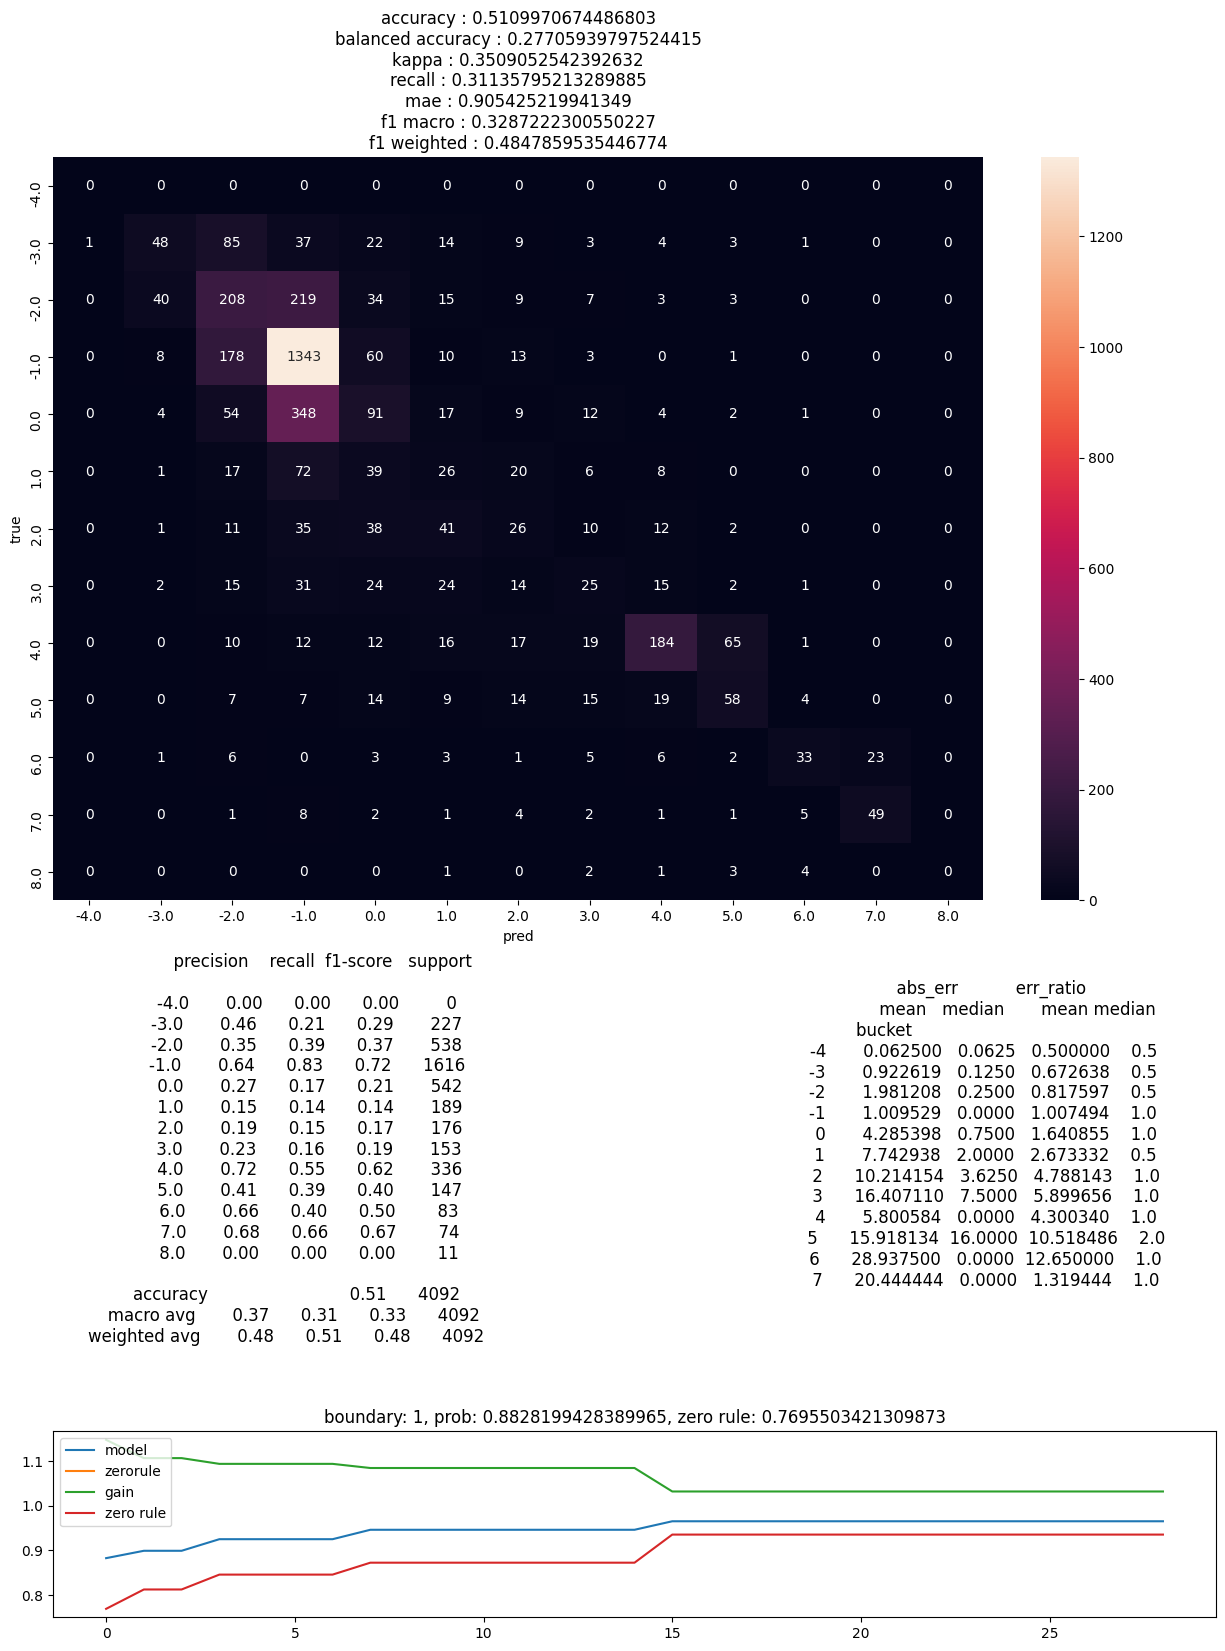 accuracy : 0.5109970674486803
balanced accuracy : 0.27705939797524415
kappa : 0.3509052542392632
recall : 0.31135795213289885
mae : 0.905425219941349
f1 macro : 0.3287222300550227
f1 weighted : 0.4847859535446774
-4.0 0 0 0 0 0 0 0 0 0 0 0 0 0
-3.0 1 48 85 37 22 14 9 3 4 3 1 0 0
-2.0 0 40 208 219 34 15 9 7 3 3 0 0 0
-1.0 0 8 178 1343 60 10 13 3 0 1 0 0 0
0.0 0 4 54 348 91 17 9 12 4 2 1 0 0
1.0 0 1 17 72 39 26 20 6 8 0 0 0 0
2.0 0 1 11 35 38 41 26 10 12 2 0 0 0
3.0 0 2 15 31 24 24 14 25 15 2 1 0 0
4.0 0 0 10 12 12 16 17 19 184 65 1 0 0
5.0 0 0 7 7 14 9 14 15 19 58 4 0 0
6.0 0 1 6 0 3 3 1 5 6 2 33 23 0
7.0 0 0 1 8 2 1 4 2 1 1 5 49 0
8.0 0 0 0 0 0 1 0 2 1 3 4 0 0
-4.0 -3.0 -2.0 -1.0 0.0 1.0 2.0 3.0 4.0 5.0 6.0 7.0 8.0
true
pred
1200
1000
800
600
400
200
0
precision recall f1-score support
-4.0 0.00 0.00 0.00 0
-3.0 0.46 0.21 0.29 227
-2.0 0.35 0.39 0.37 538
-1.0 0.64 0.83 0.72 1616
0.0 0.27 0.17 0.21 542
1.0 0.15 0.14 0.14 189
2.0 0.19 0.15 0.17 176
3.0 0.23 0.16 0.19 153
4.0 0.72 0.55 0.62 336
5.0 0.41 0.39 0.40 147
6.0 0.66 0.40 0.50 83
7.0 0.68 0.66 0.67 74
8.0 0.00 0.00 0.00 11
accuracy 0.51 4092
macro avg 0.37 0.31 0.33 4092
weighted avg 0.48 0.51 0.48 4092
abs_err err_ratio
mean median mean median
bucket
-4 0.062500 0.0625 0.500000 0.5
-3 0.922619 0.1250 0.672638 0.5
-2 1.981208 0.2500 0.817597 0.5
-1 1.009529 0.0000 1.007494 1.0
0 4.285398 0.7500 1.640855 1.0
1 7.742938 2.0000 2.673332 0.5
2 10.214154 3.6250 4.788143 1.0
3 16.407110 7.5000 5.899656 1.0
4 5.800584 0.0000 4.300340 1.0
5 15.918134 16.0000 10.518486 2.0
6 28.937500 0.0000 12.650000 1.0
7 20.444444 0.0000 1.319444 1.0
boundary: 1, prob: 0.8828199428389965, zero rule: 0.7695503421309873
model
zerorule
gain
zero rule
1.1
1.0
0.9
0.8
0 5 10 15 20 25